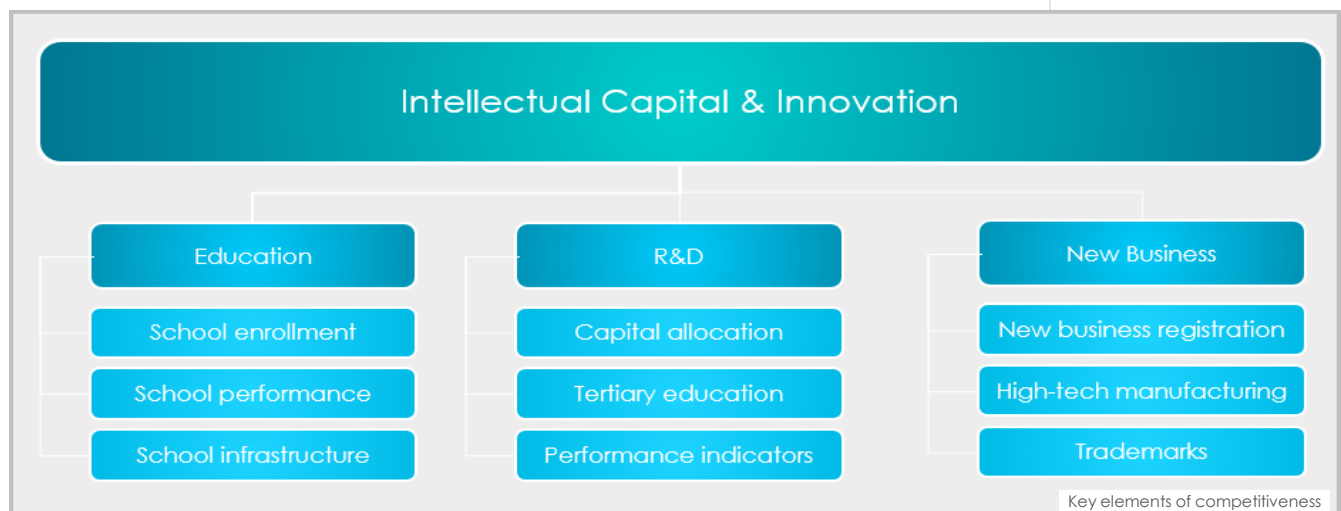 Intellectual Capital & Innovation
Education
School enrollment
School performance
School infrastructure
R&D
Capital allocation
Tertiary education
Performance indicators
New Business
New business registration
High-tech manufacturing
Trademarks
Key elements of competitiveness